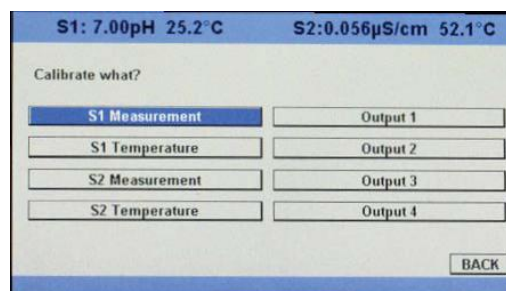 S1: 7.00pH 25.2°C S2:0.056µS/cm 52.1°C
Calibrate what?
S1 Measurement Output 1
S1 Temperature Output 2
S2 Measurement Output 3
S2 Temperature Output 4
BACK